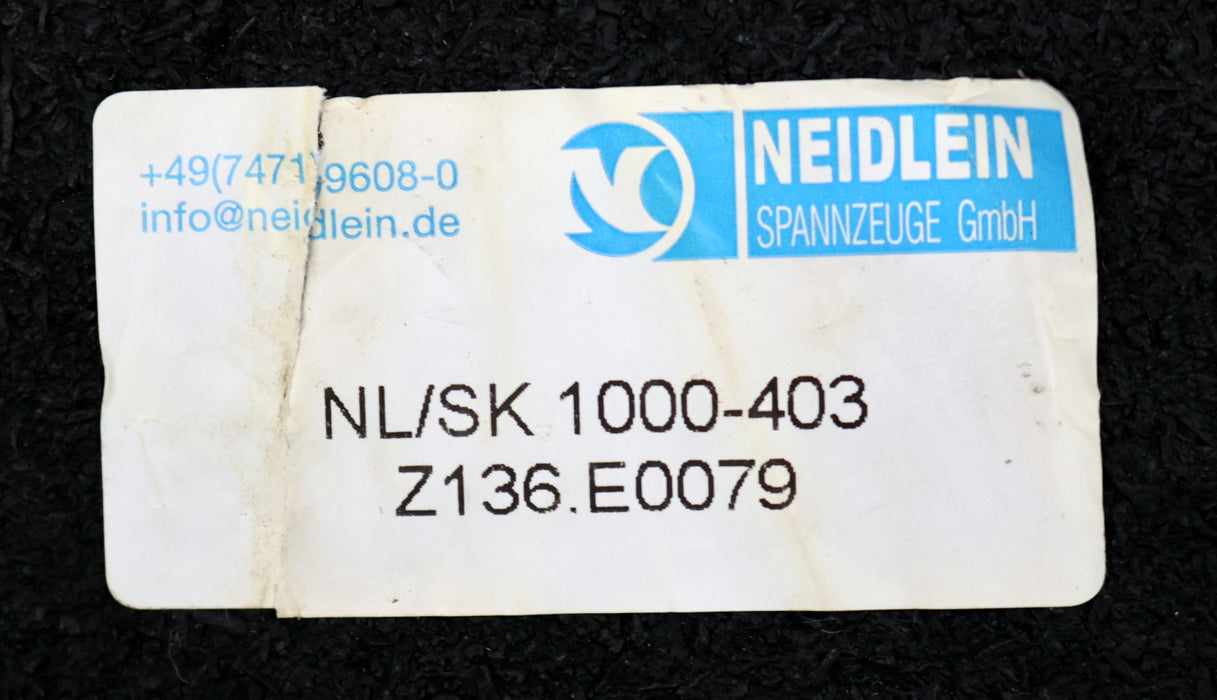 +49(7471)9608-0
info@neidlein.de
NEIDLEIN
SPANNZEUGE GmbH
NL/SK 1000-403
Z136.E0079